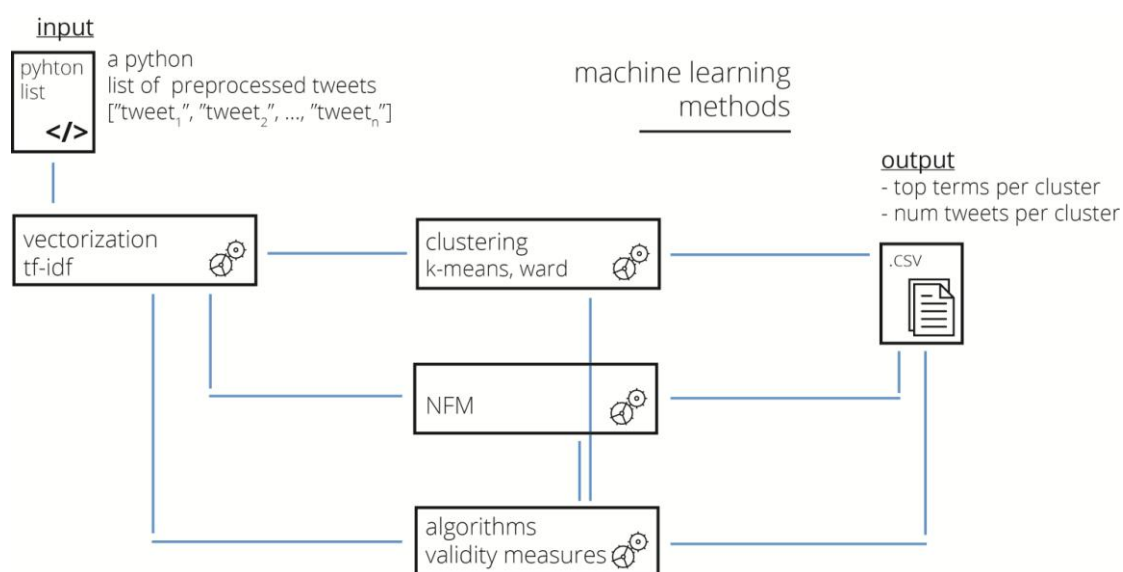 input
pyhton
list
</>
a python
list of preprocessed tweets
["tweet₁", "tweet₂", ..., "tweetₙ"]
machine learning
methods
output
- top terms per cluster
- num tweets per cluster
vectorization
tf-idf
clustering
k-means, ward
.csv
NFM
algorithms
validity measures